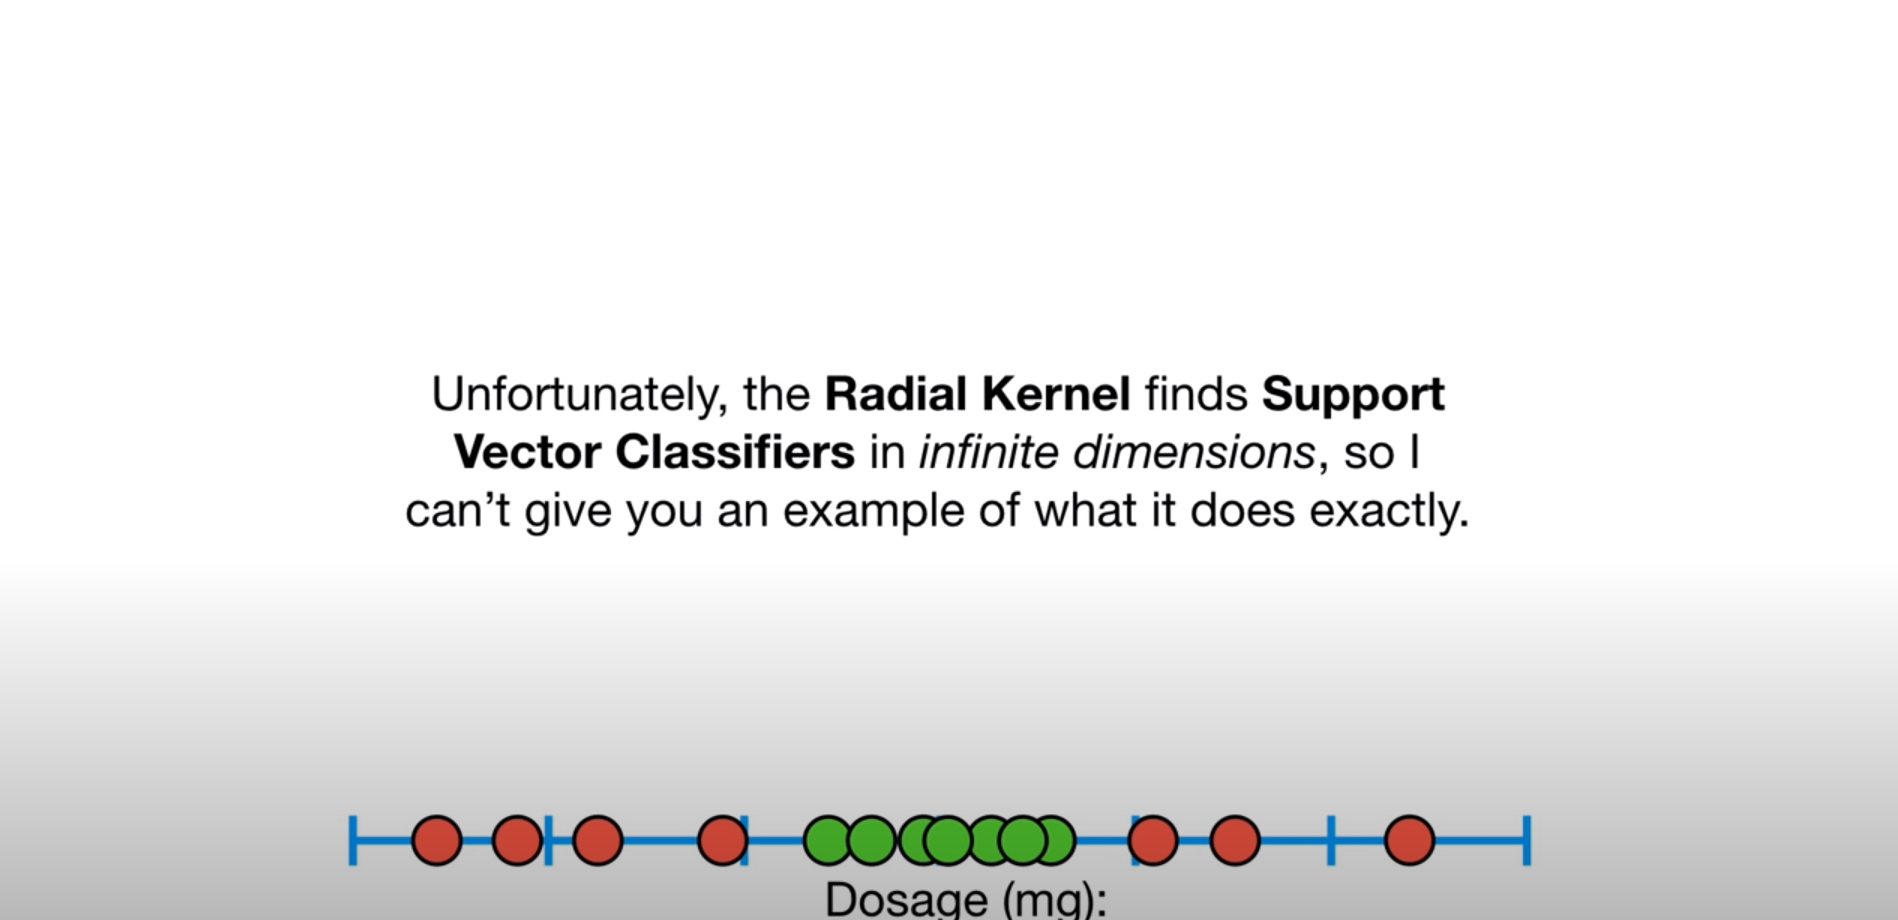 Unfortunately, the Radial Kernel finds Support
Vector Classifiers in infinite dimensions, so I
can’t give you an example of what it does exactly.
Dosage (mg):